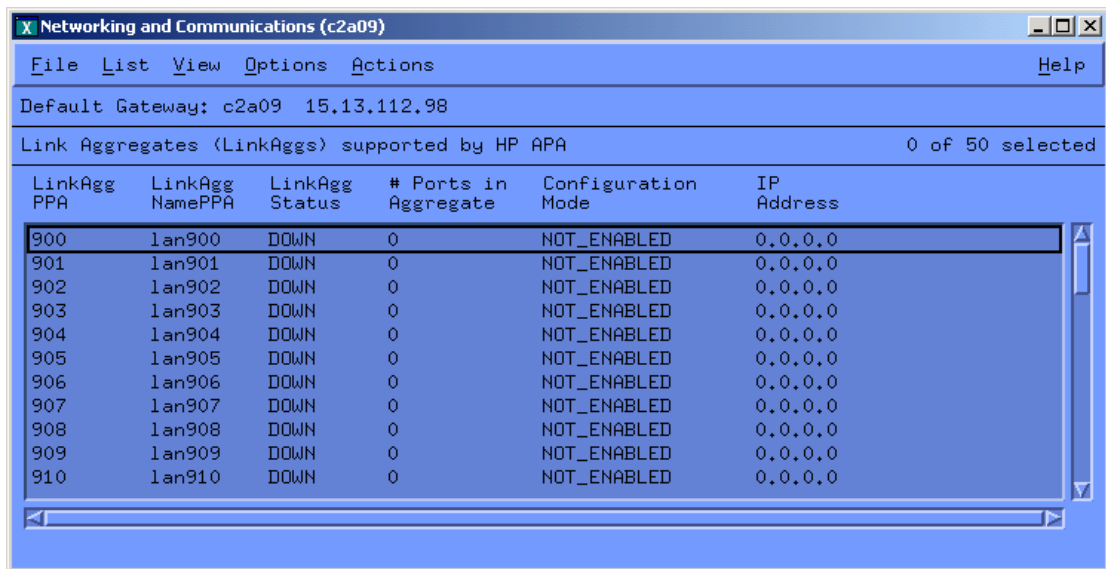 X Networking and Communications (c2a09)
File List View Options Actions Help
Default Gateway: c2a09 15.13.112.98
Link Aggregates (LinkAggs) supported by HP APA 0 of 50 selected
LinkAgg LinkAgg LinkAgg # Ports in Configuration IP
PPA NamePPA Status Aggregate Mode Address
900 lan900 DOWN 0 NOT_ENABLED 0.0.0.0
901 lan901 DOWN 0 NOT_ENABLED 0.0.0.0
902 lan902 DOWN 0 NOT_ENABLED 0.0.0.0
903 lan903 DOWN 0 NOT_ENABLED 0.0.0.0
904 lan904 DOWN 0 NOT_ENABLED 0.0.0.0
905 lan905 DOWN 0 NOT_ENABLED 0.0.0.0
906 lan906 DOWN 0 NOT_ENABLED 0.0.0.0
907 lan907 DOWN 0 NOT_ENABLED 0.0.0.0
908 lan908 DOWN 0 NOT_ENABLED 0.0.0.0
909 lan909 DOWN 0 NOT_ENABLED 0.0.0.0
910 lan910 DOWN 0 NOT_ENABLED 0.0.0.0